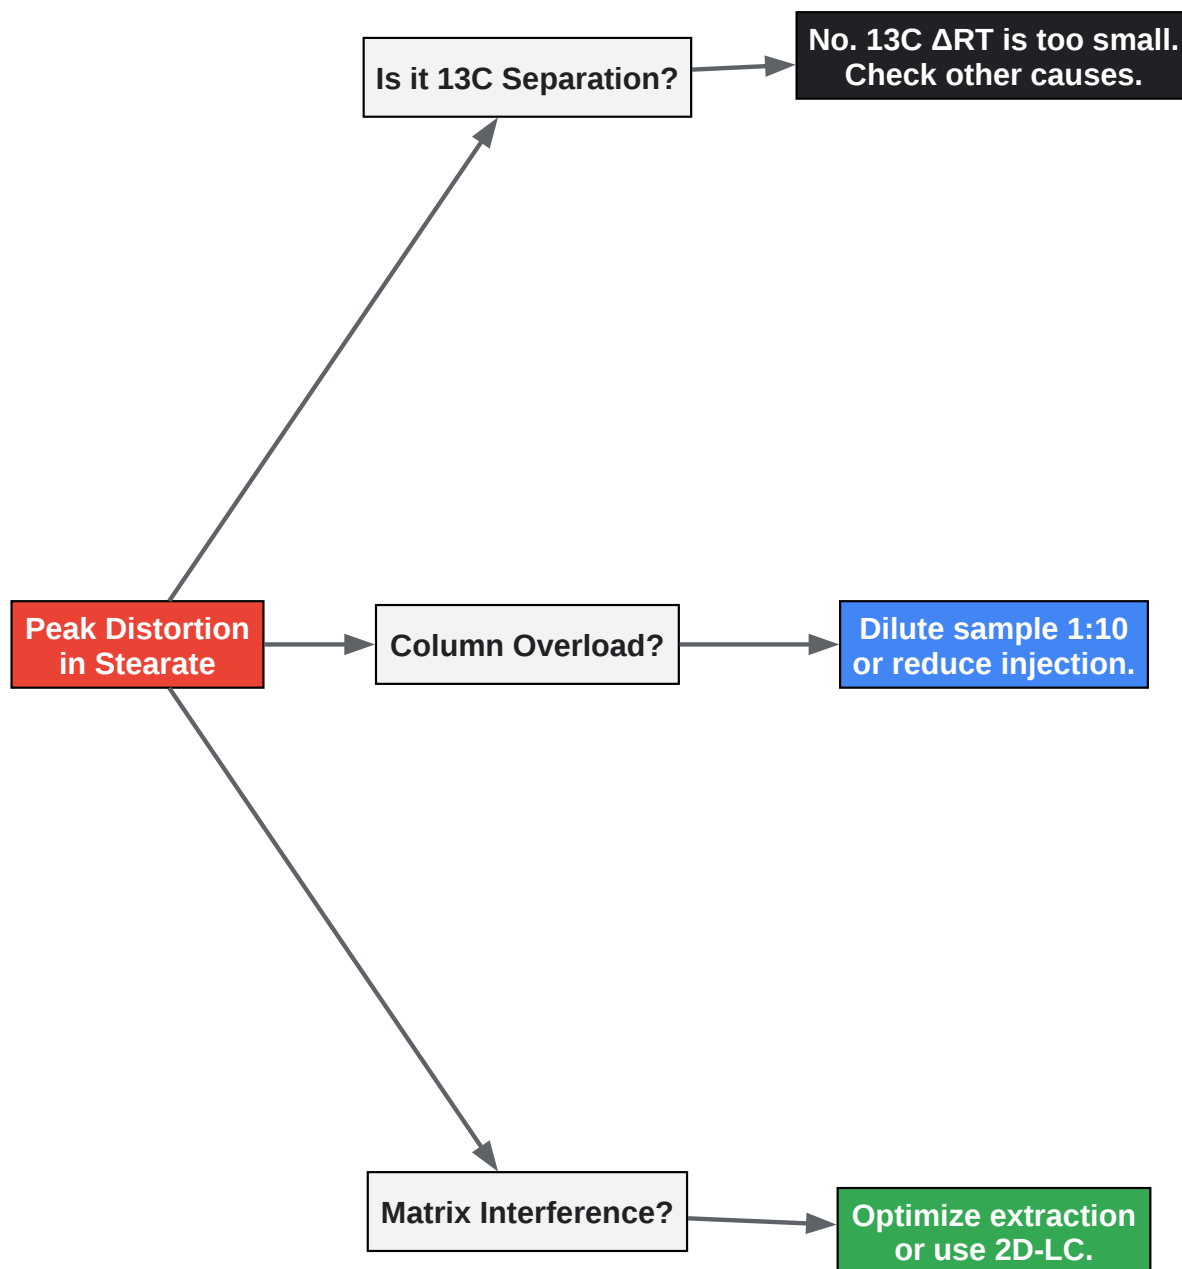 Is it 13C Separation?
No. 13C ΔRT is too small.
Check other causes.
Peak Distortion
in Stearate
Column Overload?
Dilute sample 1:10
or reduce injection.
Matrix Interference?
Optimize extraction
or use 2D-LC.